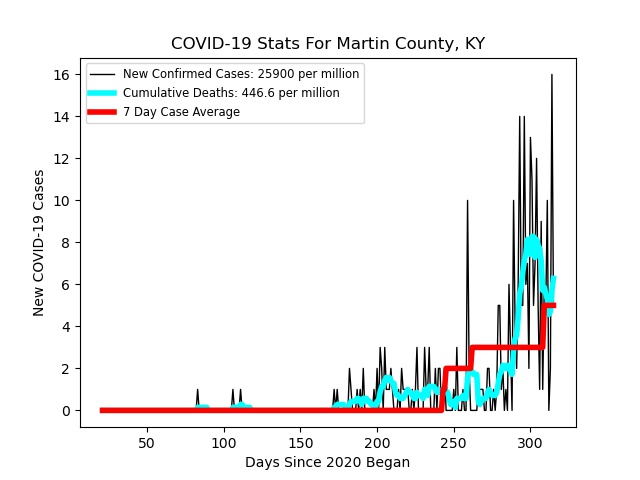 COVID-19 Stats For Martin County, KY
New Confirmed Cases: 25900 per million
Cumulative Deaths: 446.6 per million
7 Day Case Average
New COVID-19 Cases
16
14
12
10
8
6
4
2
0
50 100 150 200 250 300
Days Since 2020 Began